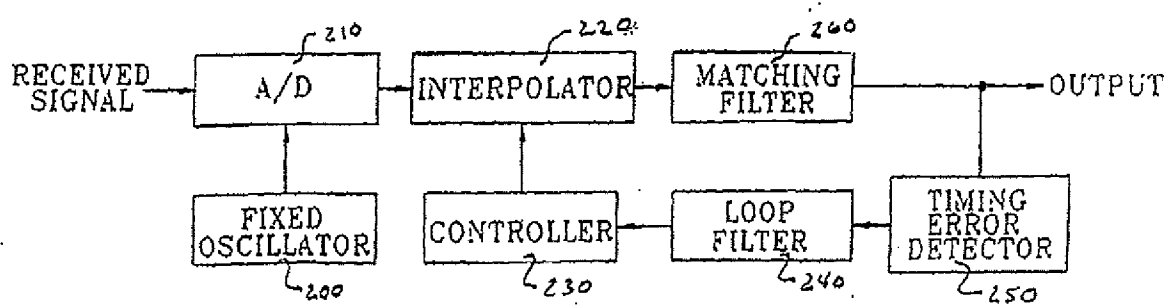 210
220
260
RECEIVED
SIGNAL
A/D
INTERPOLATOR
MATCHING
FILTER
OUTPUT
FIXED
OSCILLATOR
CONTROLLER
LOOP
FILTER
TIMING
ERROR
DETECTOR
200
230
240
250